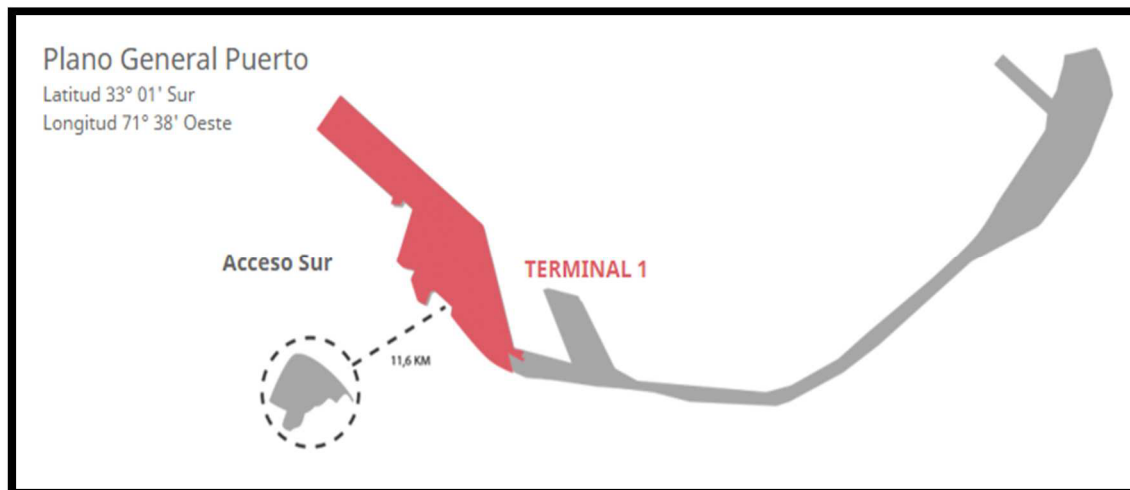 Plano General Puerto
Latitud 33° 01' Sur
Longitud 71° 38' Oeste
Acceso Sur
TERMINAL 1
11,6 KM